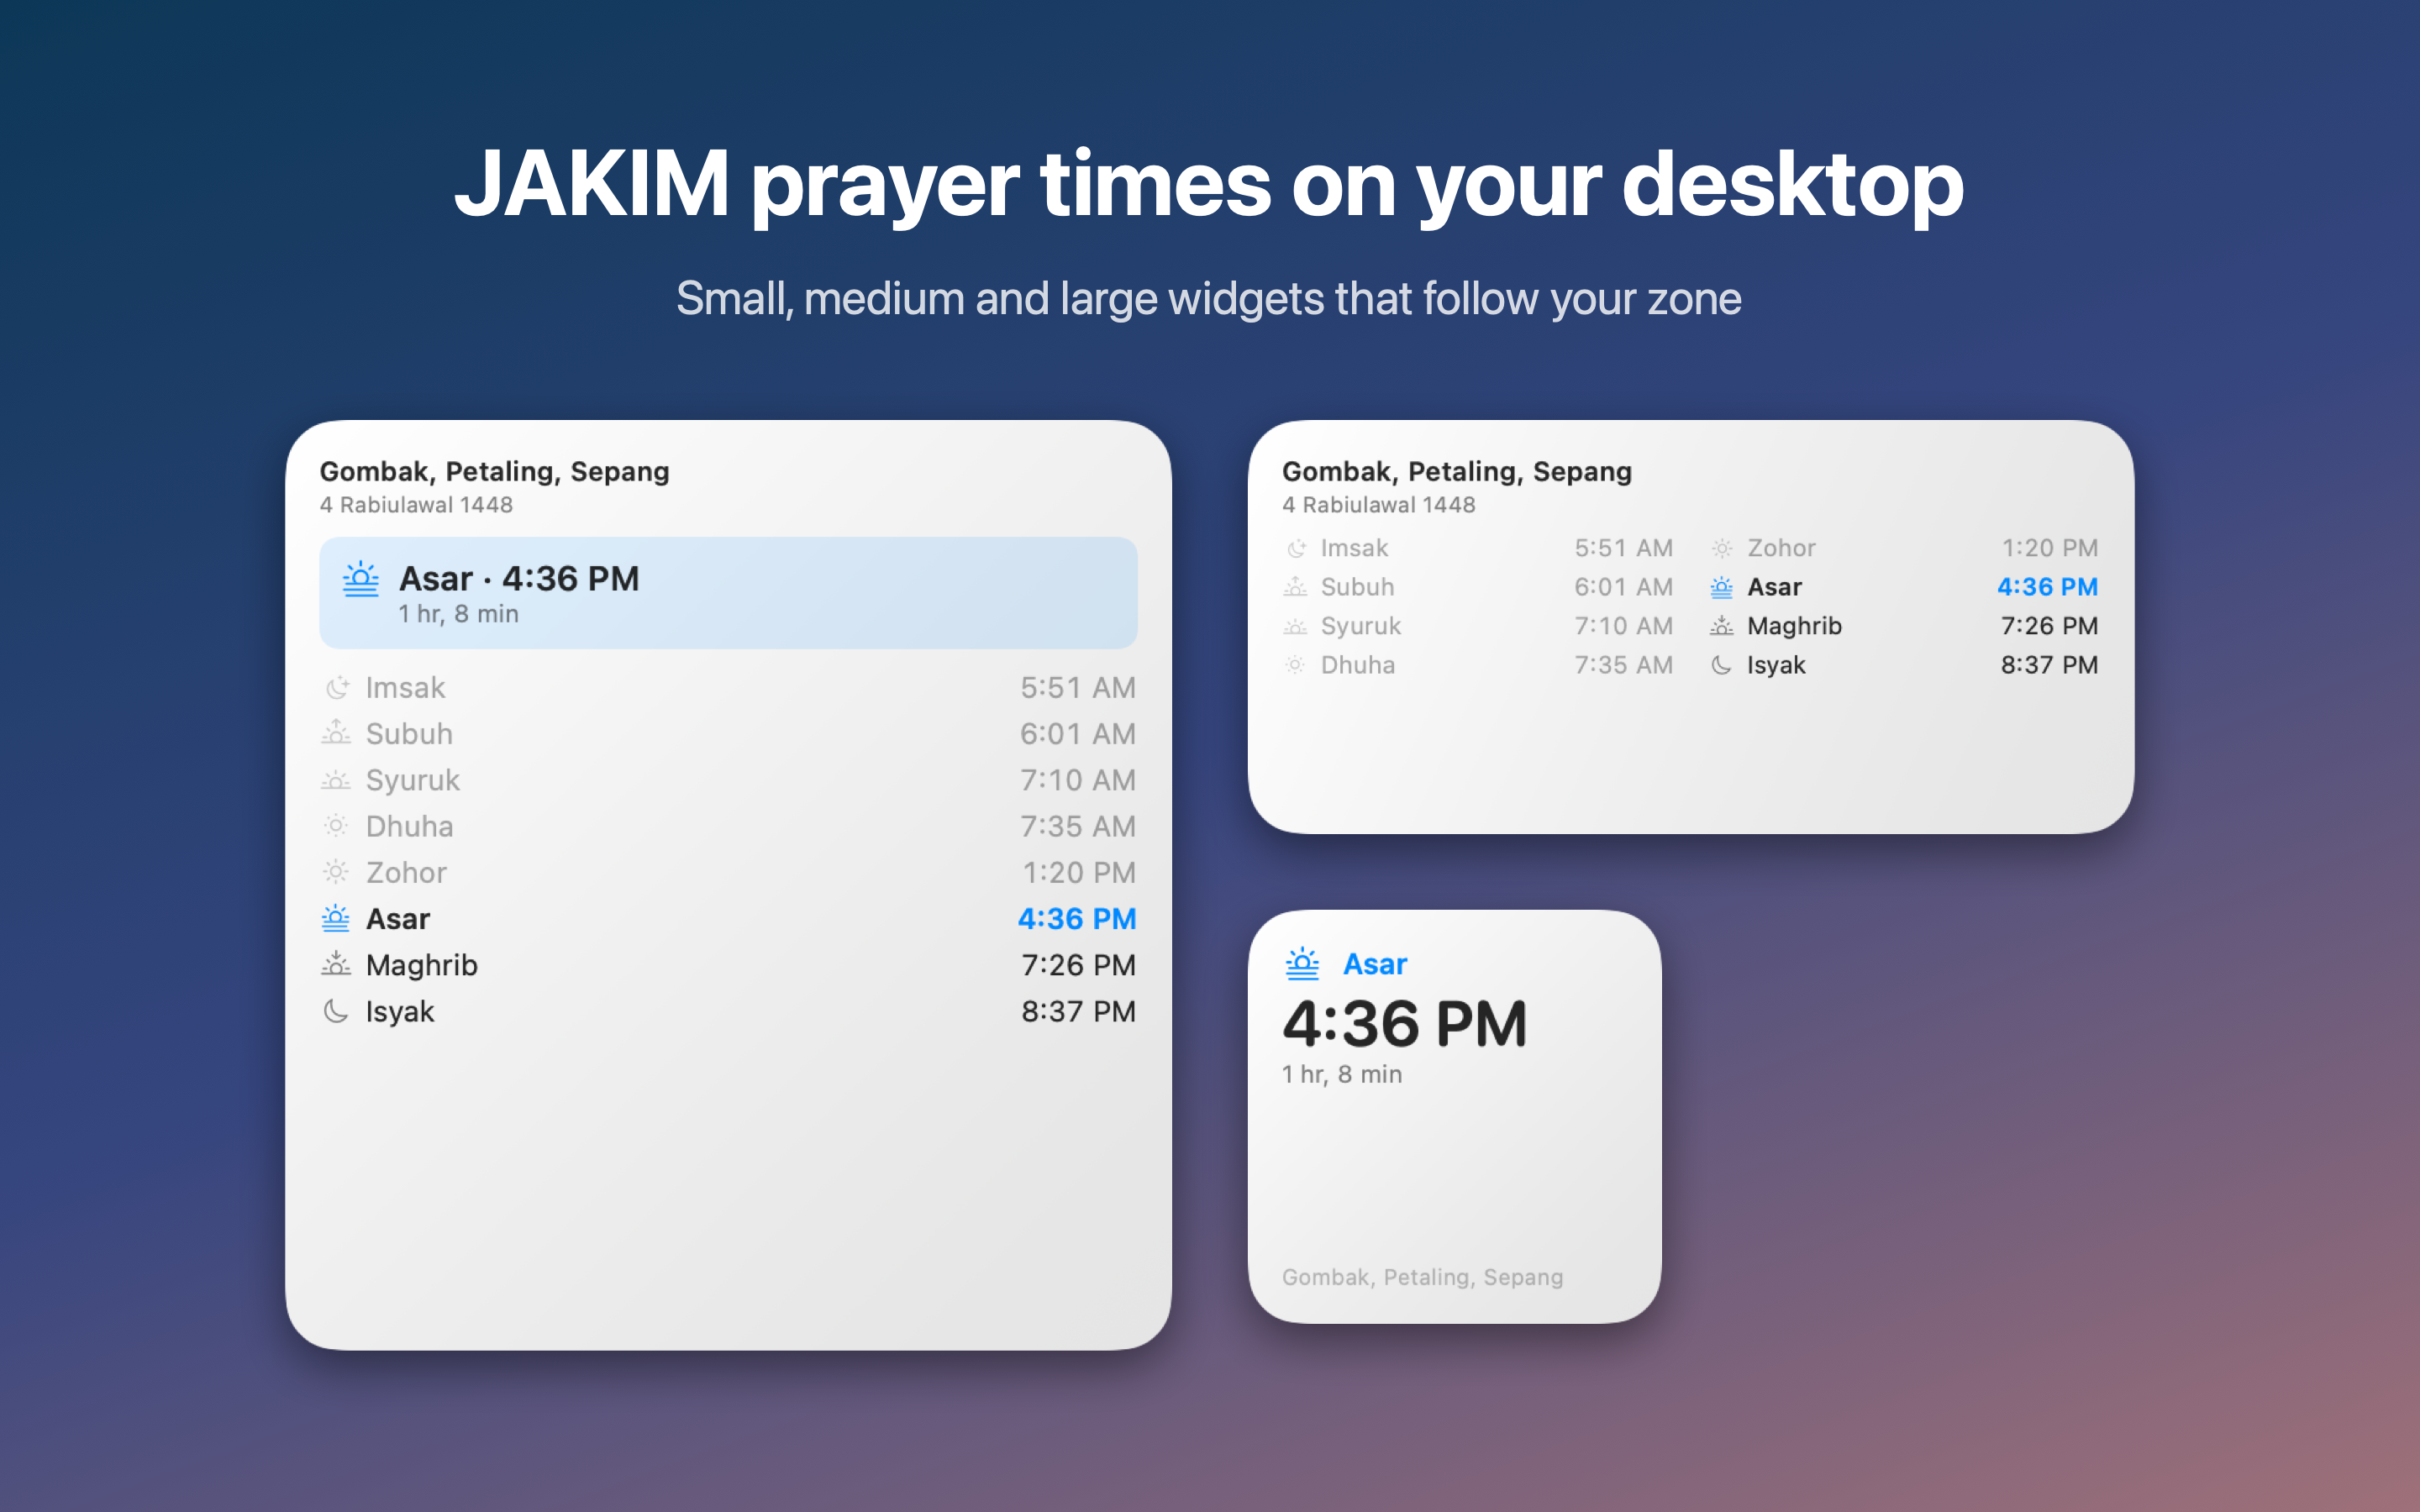 JAKIM prayer times on your desktop
Small, medium and large widgets that follow your zone
Gombak, Petaling, Sepang
4 Rabiulawal 1448
Asar · 4:36 PM
1 hr, 8 min
Imsak 5:51 AM
Subuh 6:01 AM
Syuruk 7:10 AM
Dhuha 7:35 AM
Zohor 1:20 PM
Asar 4:36 PM
Maghrib 7:26 PM
Isyak 8:37 PM
Gombak, Petaling, Sepang
4 Rabiulawal 1448
Imsak 5:51 AM Zohor 1:20 PM
Subuh 6:01 AM Asar 4:36 PM
Syuruk 7:10 AM Maghrib 7:26 PM
Dhuha 7:35 AM Isyak 8:37 PM
Asar
4:36 PM
1 hr, 8 min
Gombak, Petaling, Sepang